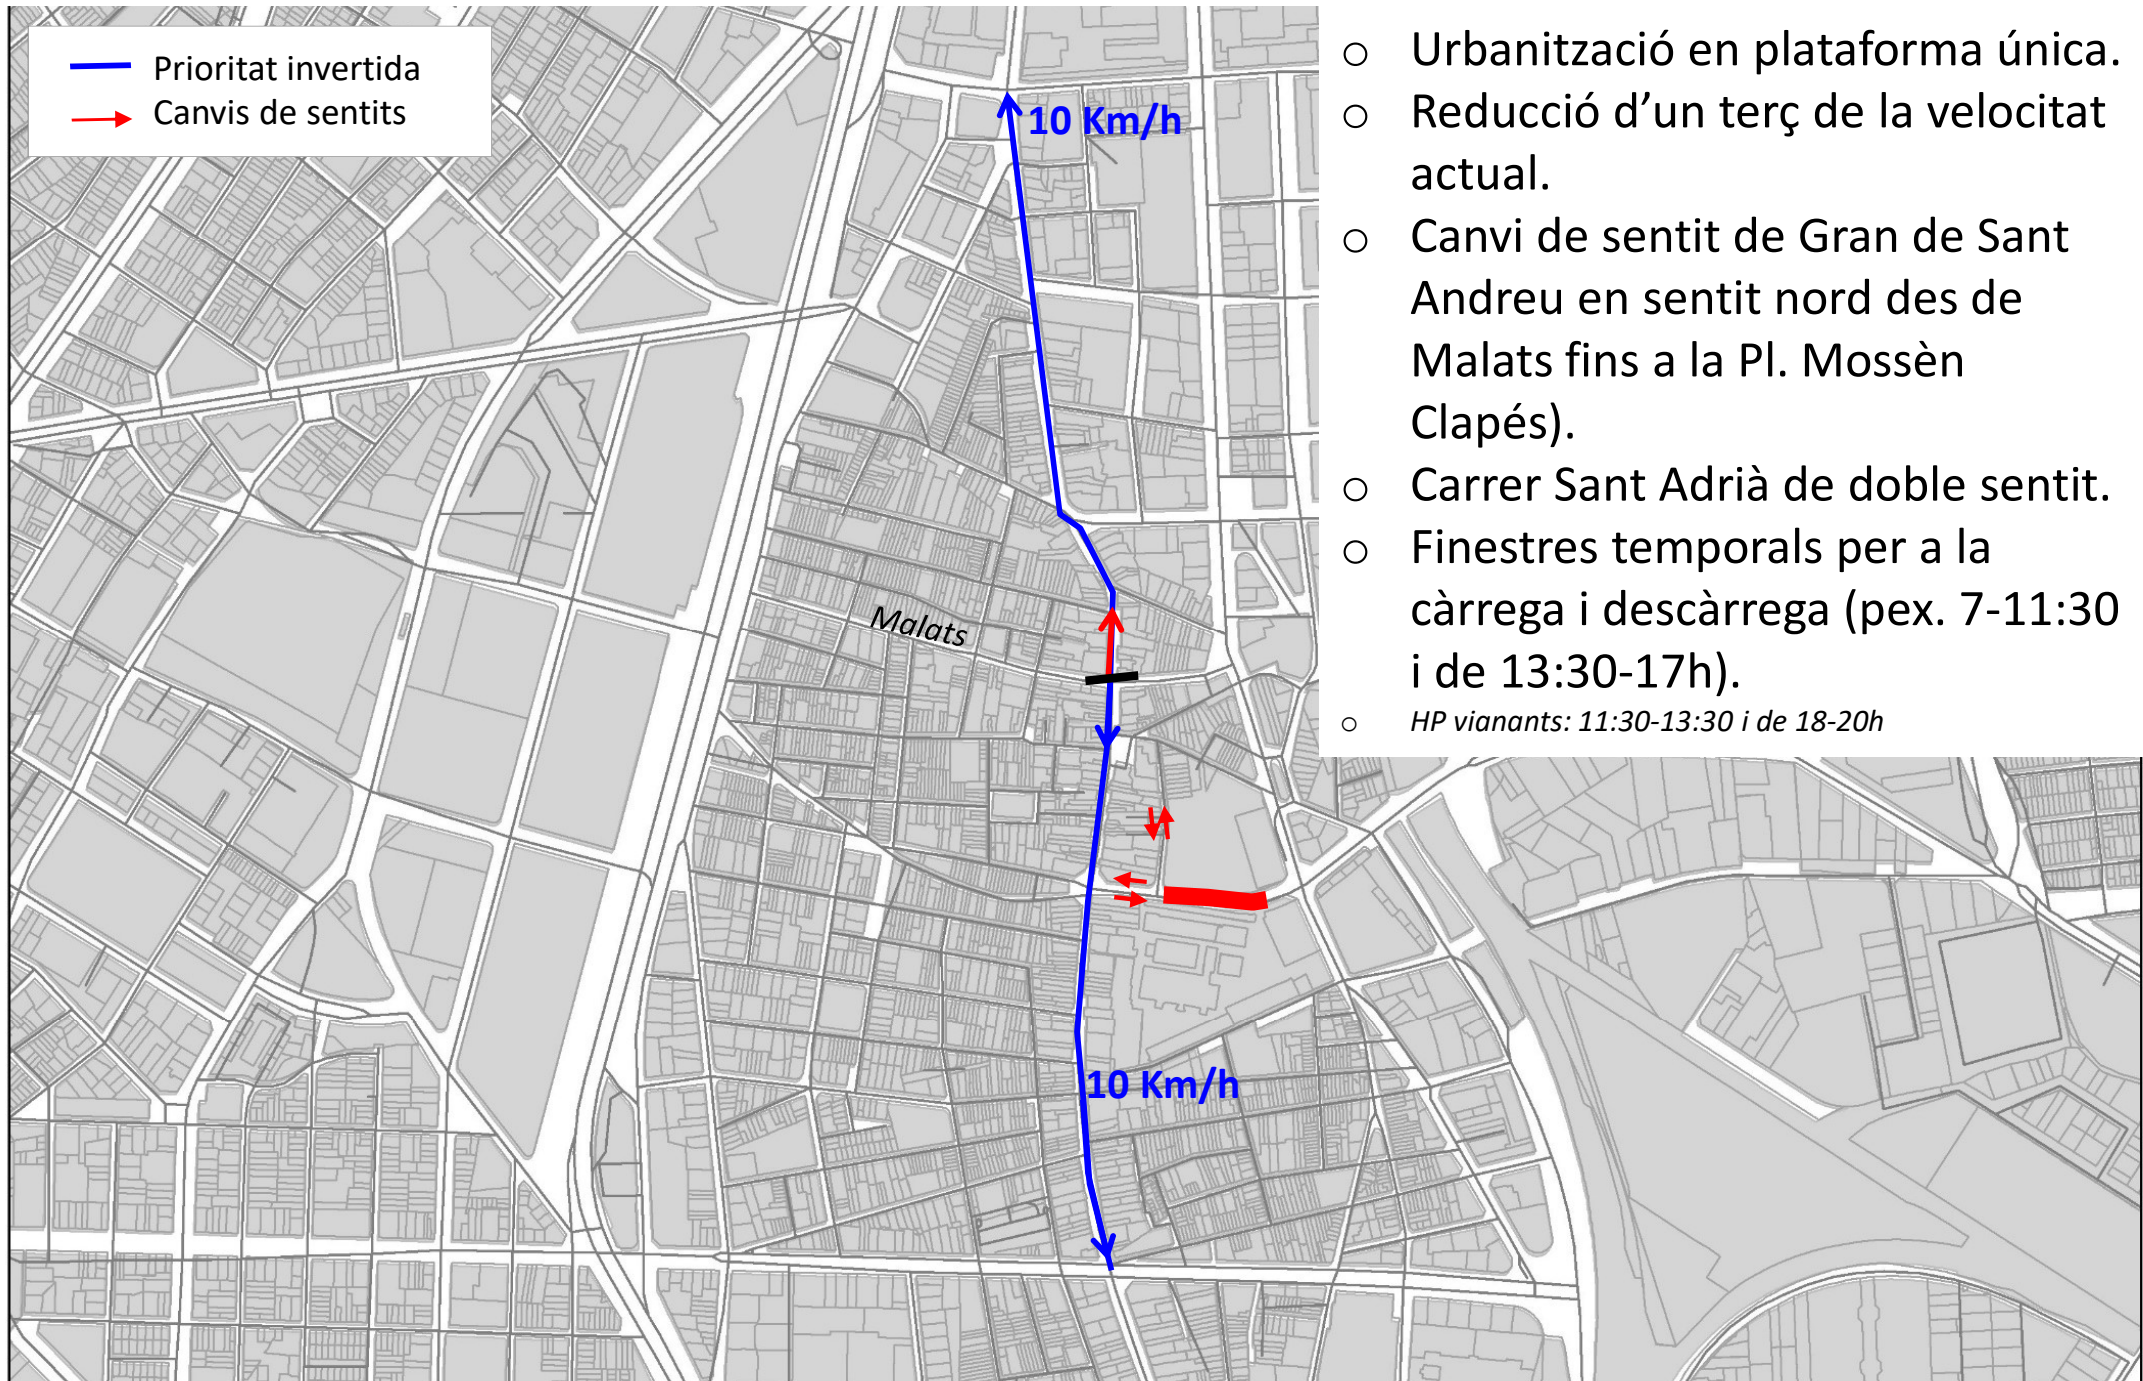 Prioritat invertida
Canvis de sentits
10 Km/h
Malats
10 Km/h
o Urbanització en plataforma única.
o Reducció d’un terç de la velocitat
actual.
o Canvi de sentit de Gran de Sant
Andreu en sentit nord des de
Malats fins a la Pl. Mossèn
Clapés).
o Carrer Sant Adrià de doble sentit.
o Finestres temporals per a la
càrrega i descàrrega (pex. 7-11:30
i de 13:30-17h).
o HP vianants: 11:30-13:30 i de 18-20h